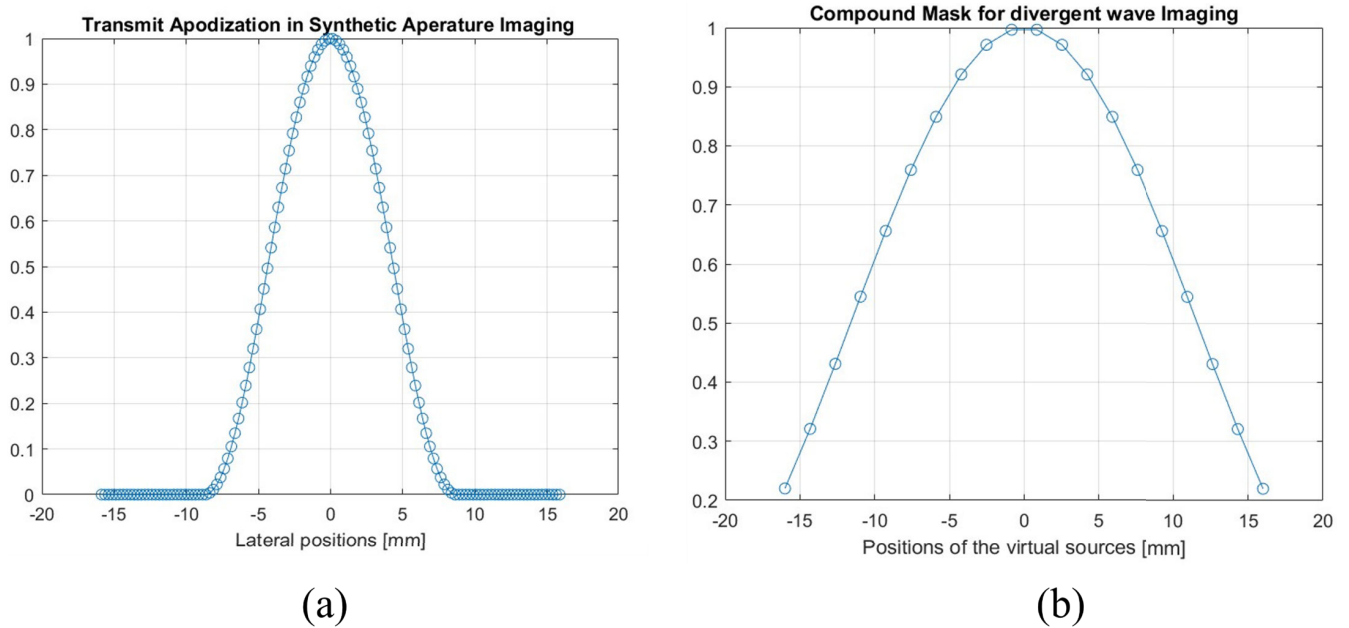 Transmit Apodization in Synthetic Aperture Imaging
1
0.9
0.8
0.7
0.6
0.5
0.4
0.3
0.2
0.1
0
-20 -15 -10 -5 0 5 10 15 20
Lateral positions [mm]
(a)
Compound Mask for divergent wave Imaging
1
0.9
0.8
0.7
0.6
0.5
0.4
0.3
0.2
-20 -15 -10 -5 0 5 10 15 20
Positions of the virtual sources [mm]
(b)